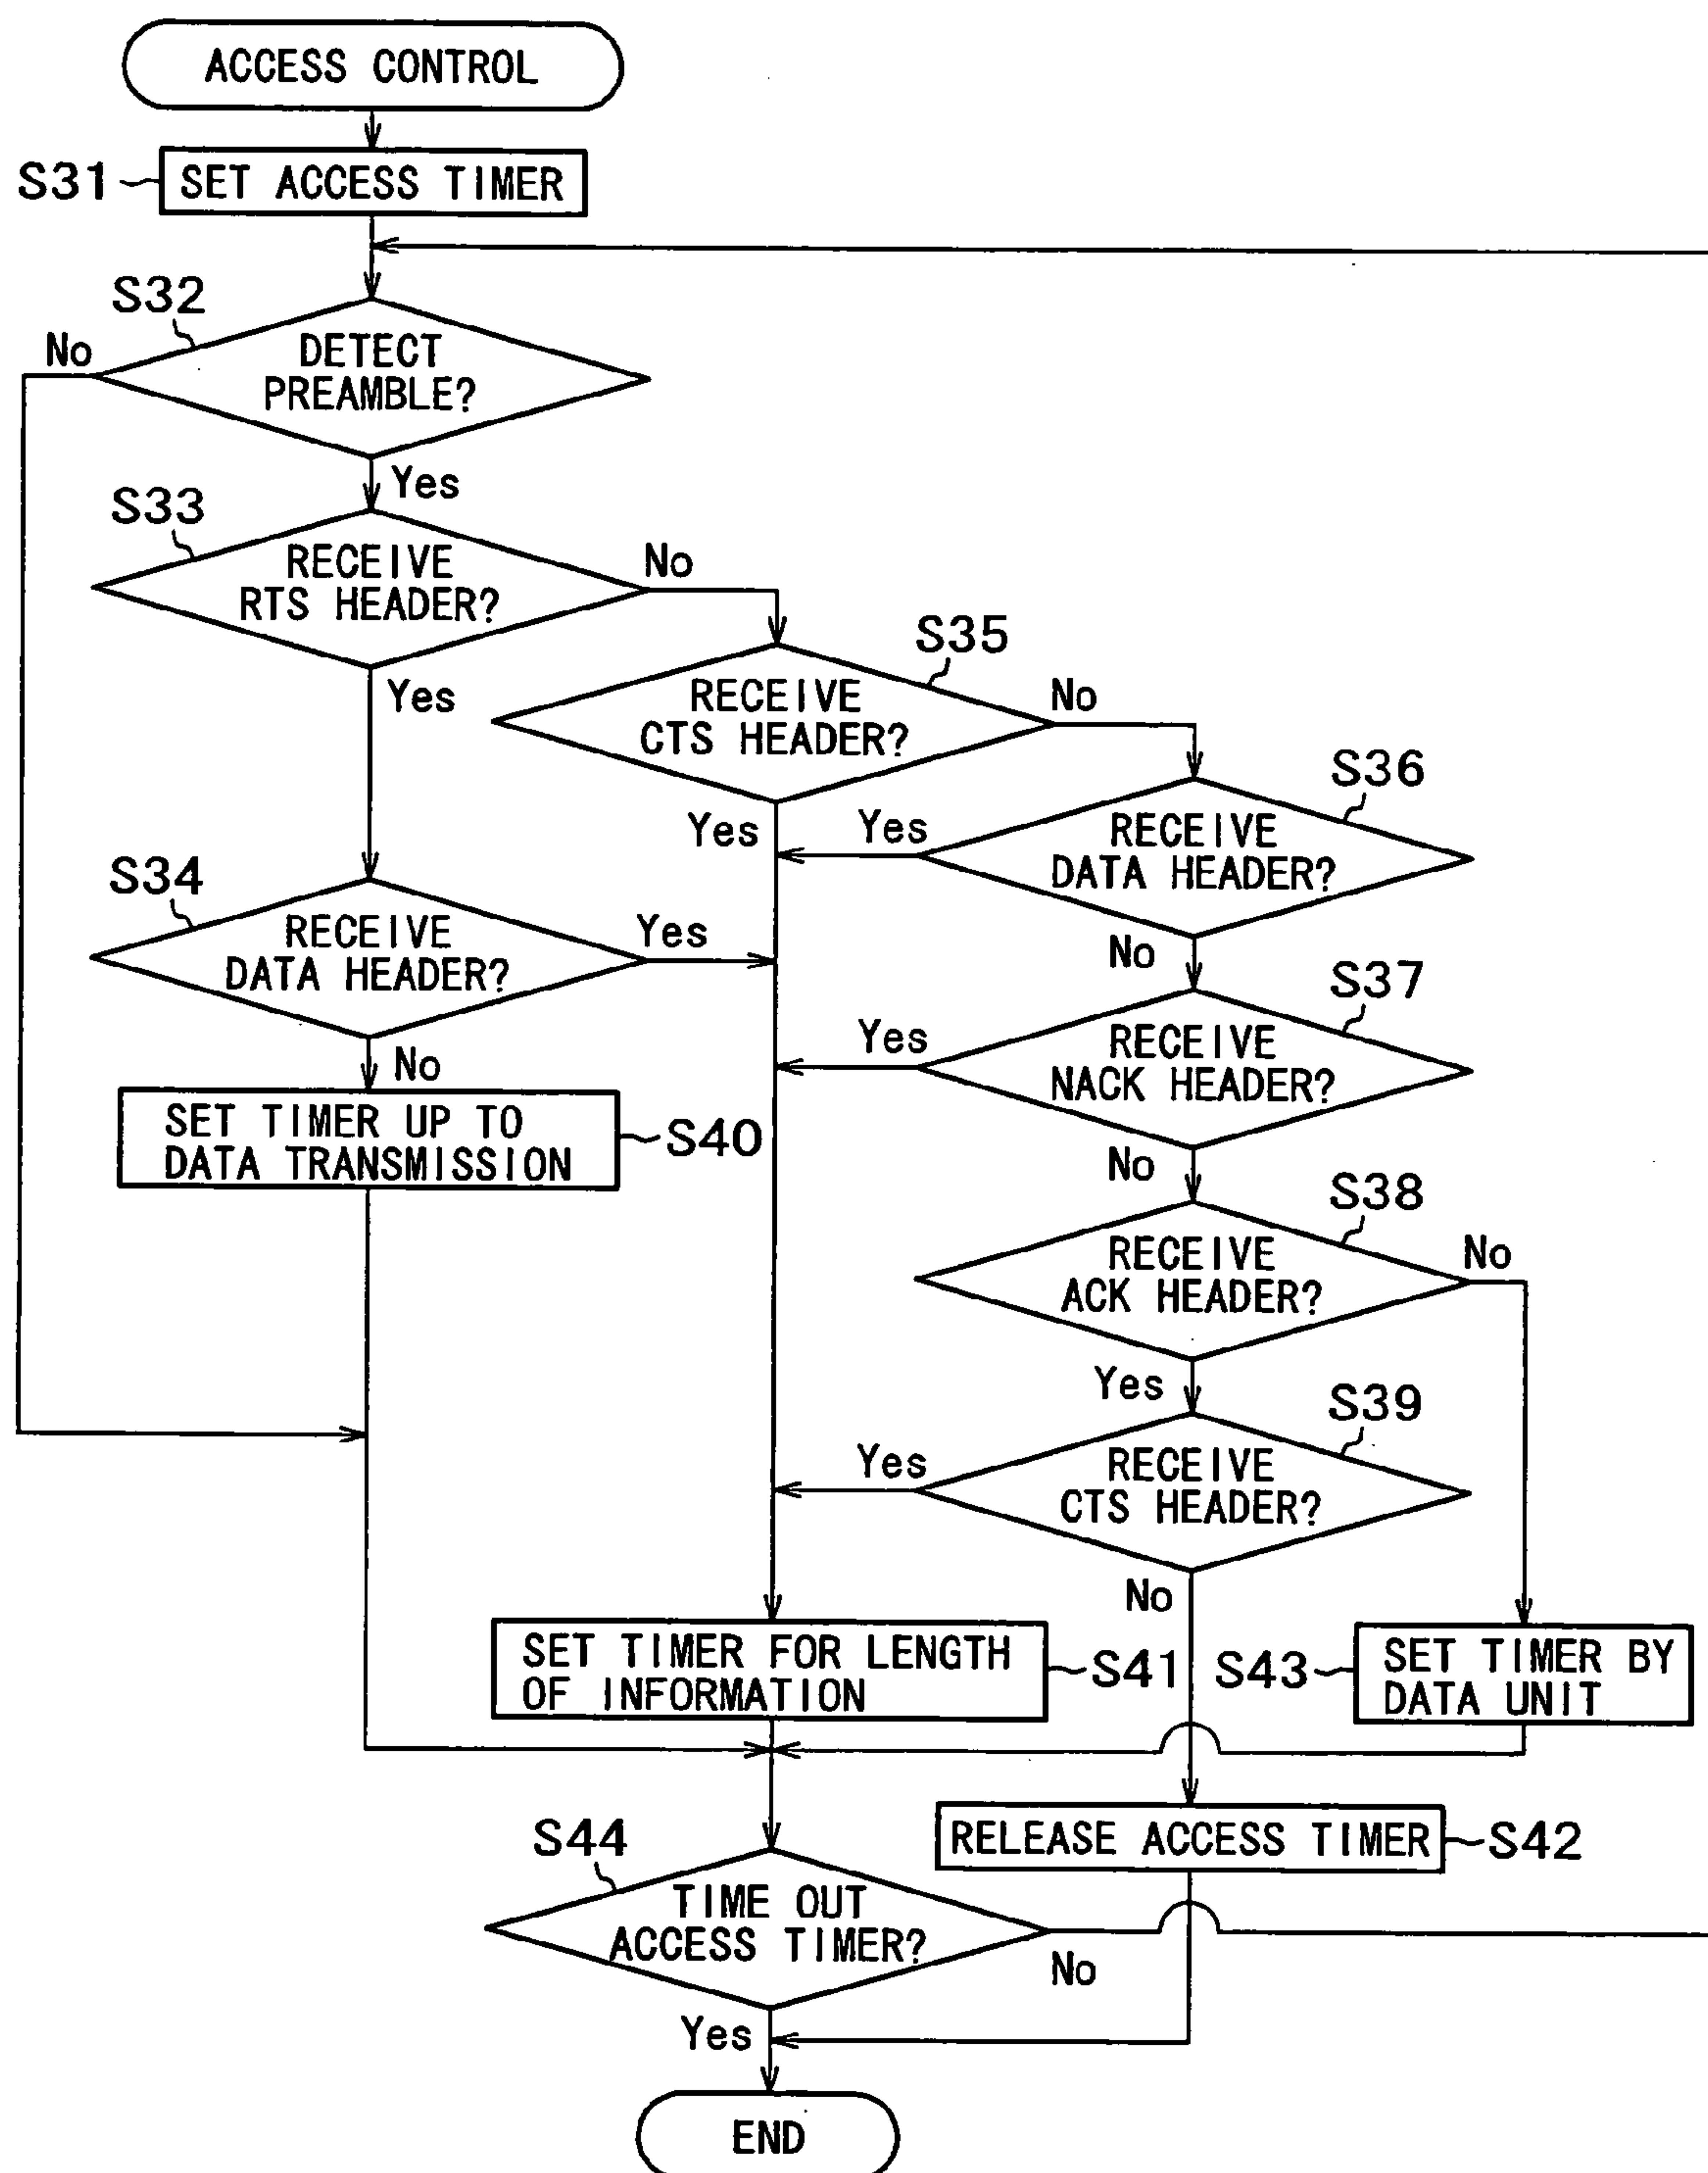 ACCESS CONTROL
S31
SET ACCESS TIMER
S32
No
DETECT
PREAMBLE?
Yes
S33
RECEIVE
RTS HEADER?
No
Yes
S35
RECEIVE
CTS HEADER?
No
Yes
S36
RECEIVE
DATA HEADER?
Yes
No
S34
RECEIVE
DATA HEADER?
Yes
No
S37
RECEIVE
NACK HEADER?
Yes
No
SET TIMER UP TO
DATA TRANSMISSION
S40
S38
RECEIVE
ACK HEADER?
No
Yes
S39
RECEIVE
CTS HEADER?
Yes
No
SET TIMER FOR LENGTH
OF INFORMATION
S41
S43
SET TIMER BY
DATA UNIT
RELEASE ACCESS TIMER
S42
S44
TIME OUT
ACCESS TIMER?
No
Yes
END